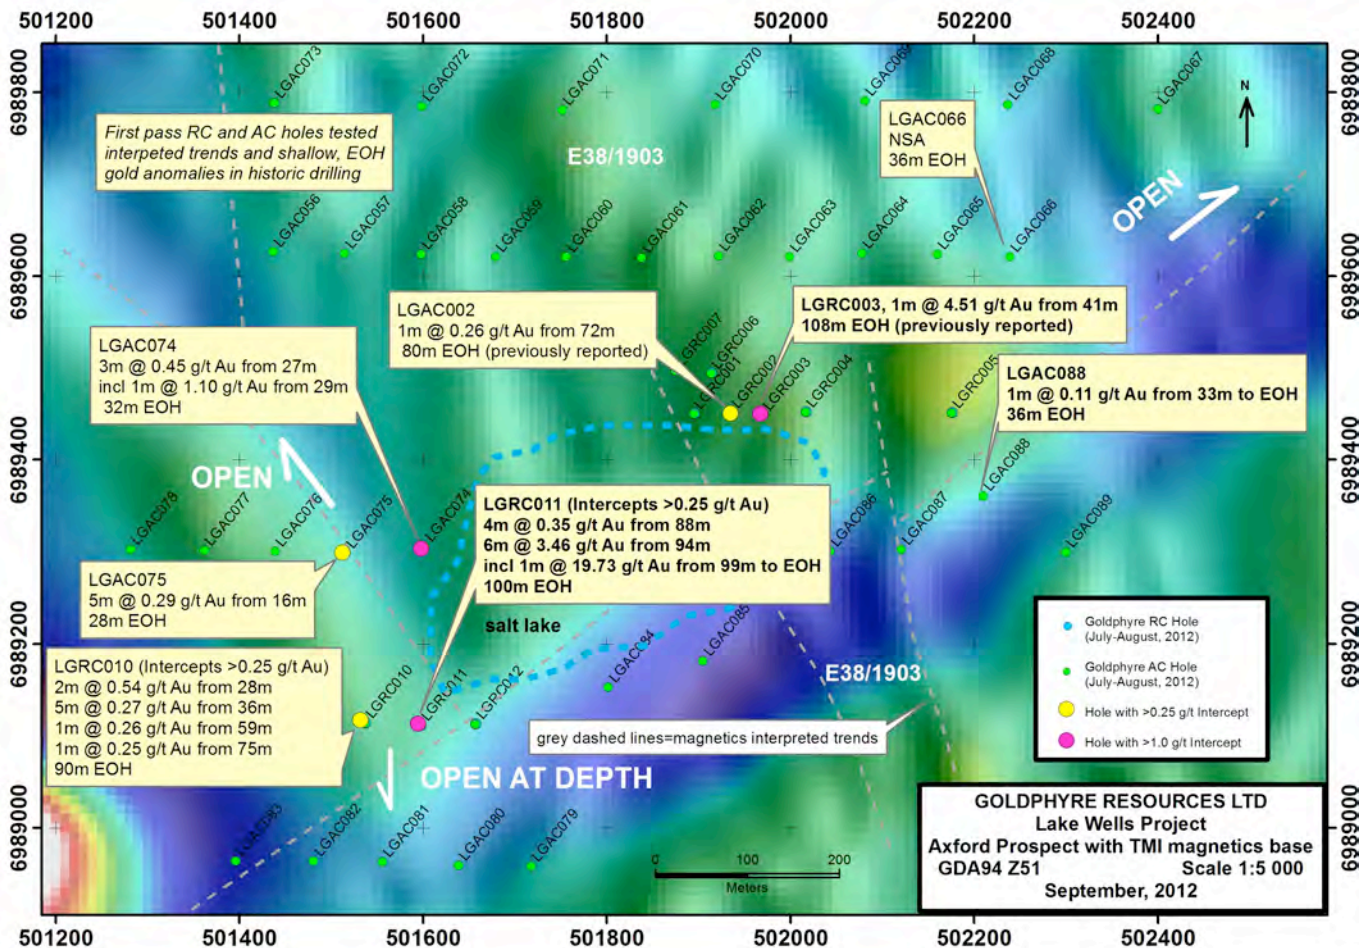 501200 501400 501600 501800 502000 502200 502400
6989800
6989800
LGAC073
LGAC072
LGAC071
LGAC070
LGAC069
LGAC068
LGAC067
N
First pass RC and AC holes tested
interpeted trends and shallow, EOH
gold anomalies in historic drilling
E38/1903
LGAC066
NSA
36m EOH
OPEN
LGAC056
LGAC057
LGAC058
LGAC059
LGAC060
LGAC061
LGAC062
LGAC063
LGAC064
LGAC065
LGAC066
6989600
6989600
LGAC002
1m @ 0.26 g/t Au from 72m
80m EOH (previously reported)
LGRC003, 1m @ 4.51 g/t Au from 41m
108m EOH (previously reported)
LGAC074
3m @ 0.45 g/t Au from 27m
incl 1m @ 1.10 g/t Au from 29m
32m EOH
LGRC007
LGRC006
LGRC001
LGRC002
LGRC003
LGRC004
LGRC005
LGAC088
1m @ 0.11 g/t Au from 33m to EOH
36m EOH
6989400
6989400
OPEN
LGAC078
LGAC077
LGAC076
LGAC075
LGAC074
LGRC011 (Intercepts >0.25 g/t Au)
4m @ 0.35 g/t Au from 88m
6m @ 3.46 g/t Au from 94m
incl 1m @ 19.73 g/t Au from 99m to EOH
100m EOH
LGAC086
LGAC087
LGAC088
LGAC089
LGAC075
5m @ 0.29 g/t Au from 16m
28m EOH
salt lake
6989200
6989200
LGRC010 (Intercepts >0.25 g/t Au)
2m @ 0.54 g/t Au from 28m
5m @ 0.27 g/t Au from 36m
1m @ 0.26 g/t Au from 59m
1m @ 0.25 g/t Au from 75m
90m EOH
LGRC010
LGRC011
LGRC012
LGAC084
LGAC085
E38/1903
grey dashed lines=magnetics interpreted trends
Goldphyre RC Hole
(July-August, 2012)
Goldphyre AC Hole
(July-August, 2012)
Hole with >0.25 g/t Intercept
Hole with >1.0 g/t Intercept
OPEN AT DEPTH
6989000
6989000
LGAC083
LGAC082
LGAC081
LGAC080
LGAC079
0 100 200
Meters
GOLDPHYRE RESOURCES LTD
Lake Wells Project
Axford Prospect with TMI magnetics base
GDA94 Z51 Scale 1:5 000
September, 2012
501200 501400 501600 501800 502000 502200 502400